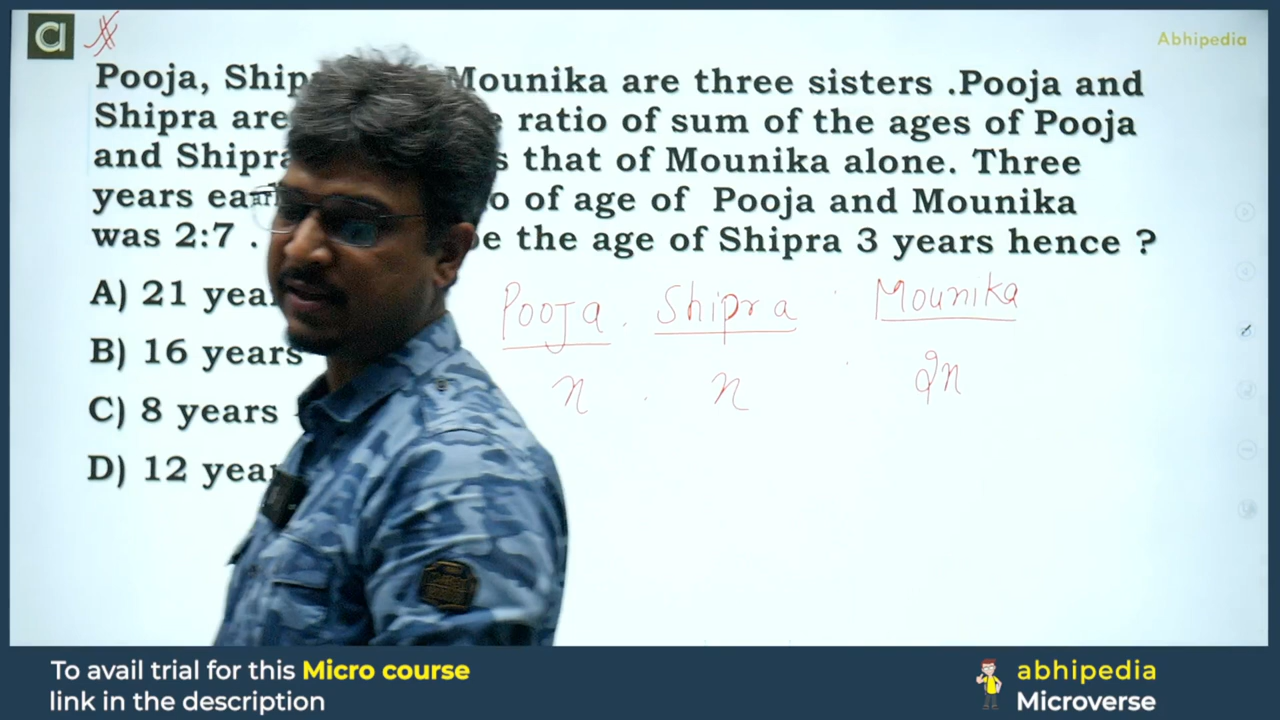 Abhipedia
Pooja, Ship Mounika are three sisters .Pooja and
Shipra are ratio of sum of the ages of Pooja
and Shipra that of Mounika alone. Three
years ea of age of Pooja and Mounika
was 2:7 . be the age of Shipra 3 years hence ?
A) 21 yea
B) 16 years
C) 8 years
D) 12 year
Pooja Shipra Mounika
x x 2x
To avail trial for this Micro course
link in the description
abhipedia
Microverse